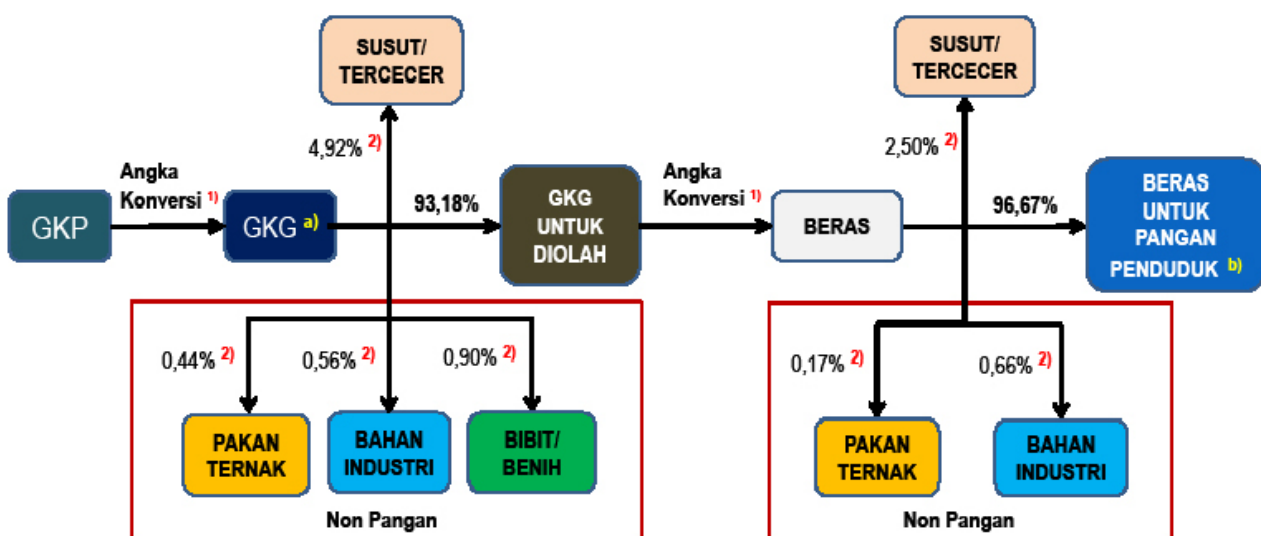 SUSUT/
TERCECER
4,92% 2)
Angka
Konversi 1)
GKP
GKG a)
93,18%
GKG
UNTUK
DIOLAH
0,44% 2)
0,56% 2)
0,90% 2)
PAKAN
TERNAK
BAHAN
INDUSTRI
BIBIT/
BENIH
Non Pangan
Angka
Konversi 1)
BERAS
SUSUT/
TERCECER
2,50% 2)
96,67%
BERAS
UNTUK
PANGAN
PENDUDUK b)
0,17% 2)
0,66% 2)
PAKAN
TERNAK
BAHAN
INDUSTRI
Non Pangan